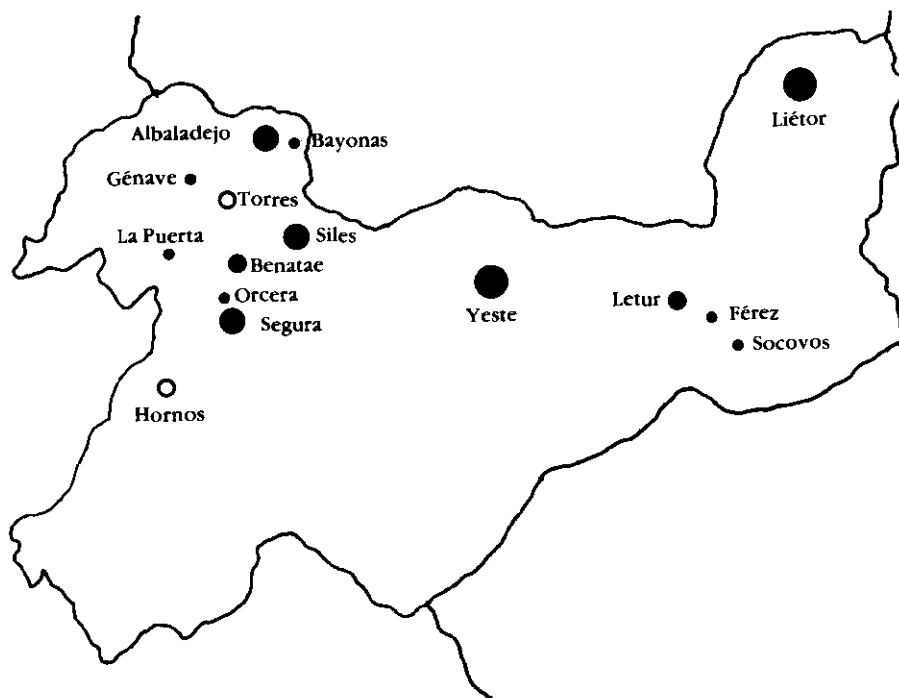 Liétor
Albaladejo
Bayonas
Génave
Torres
La Puerta
Siles
Benatae
Orcera
Segura
Yeste
Letur
Férez
Socovos
Hornos